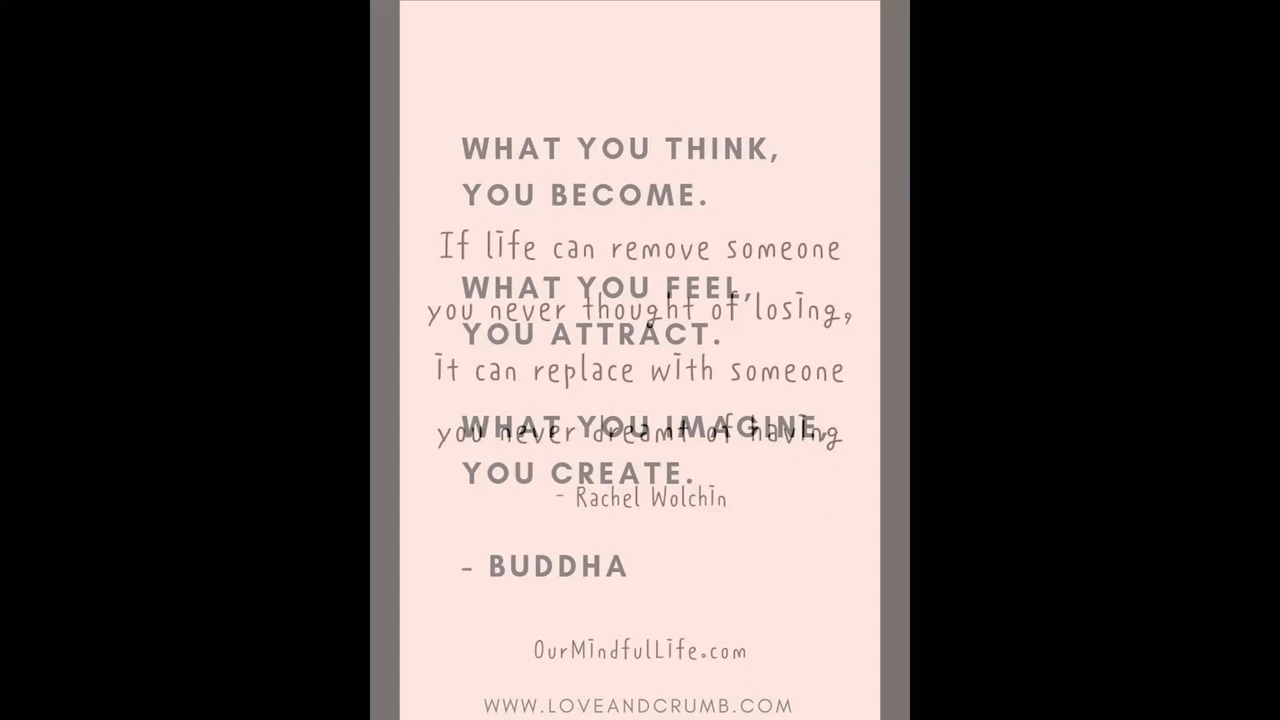 WHAT YOU THINK,
YOU BECOME.
If life can remove someone
WHAT YOU FEEL,
you never thought of losing,
YOU ATTRACT.
it can replace with someone
WHAT YOU IMAGINE,
you never dreamt of having
YOU CREATE.
- Rachel Wolchin
- BUDDHA
OurMindfulLife.com
WWW.LOVEANDCRUMB.COM